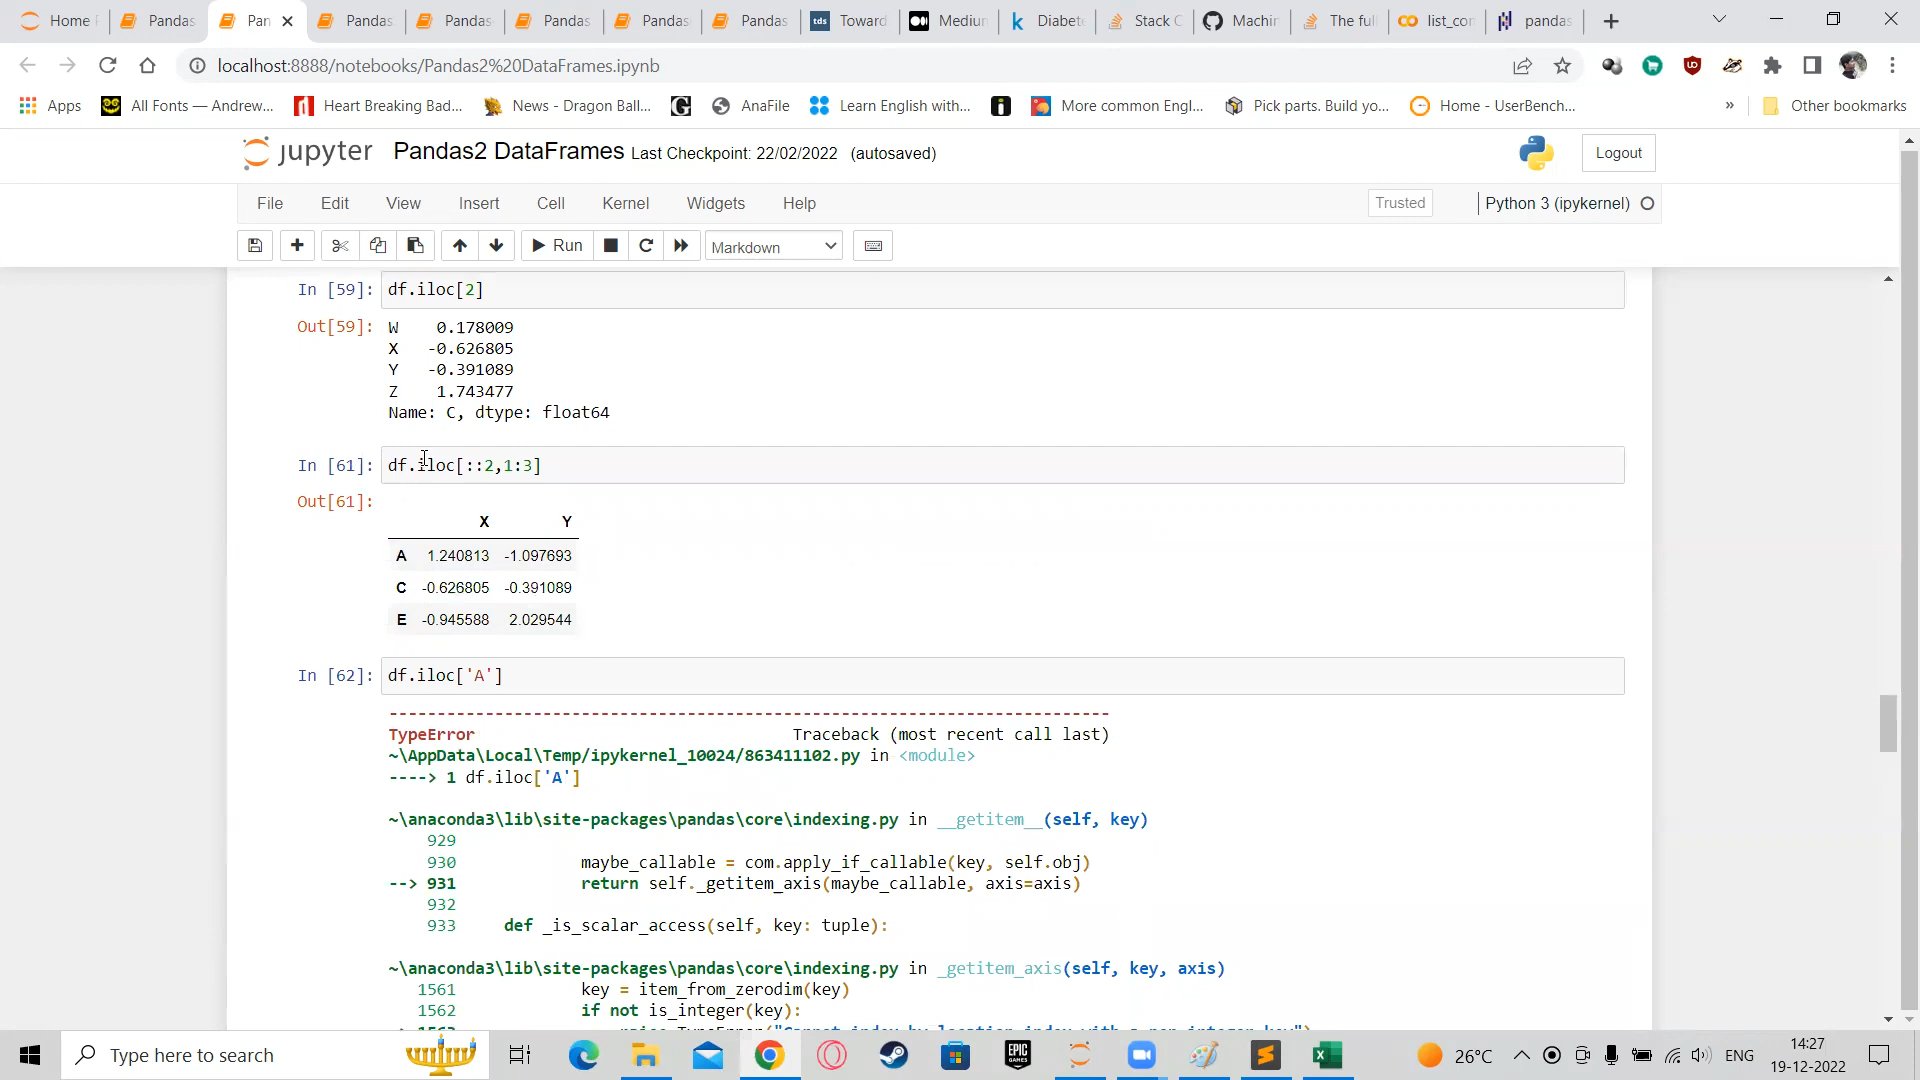 Home Pandas Pan Pandas Pandas Pandas Pandas Pandas tds Toward Medium k Diabet Stack Machin The full list_con pandas
localhost:8888/notebooks/Pandas2%20DataFrames.ipynb
Apps All Fonts — Andrew... Heart Breaking Bad... News - Dragon Ball... G AnaFile Learn English with... More common Engl... Pick parts. Build yo... Home - UserBench... » Other bookmarks
jupyter Pandas2 DataFrames Last Checkpoint: 22/02/2022 (autosaved) Logout
File Edit View Insert Cell Kernel Widgets Help Trusted Python 3 (ipykernel)
Run Markdown
In [59]: df.iloc[2]
Out[59]: W 0.178009
X -0.626805
Y -0.391089
Z 1.743477
Name: C, dtype: float64
In [61]: df.iloc[::2,1:3]
Out[61]:
X Y
A 1.240813 -1.097693
C -0.626805 -0.391089
E -0.945588 2.029544
In [62]: df.iloc['A']
---------------------------------------------------------------------------
TypeError Traceback (most recent call last)
~\AppData\Local\Temp/ipykernel_10024/863411102.py in <module>
----> 1 df.iloc['A']
~\anaconda3\lib\site-packages\pandas\core\indexing.py in __getitem__(self, key)
929
930 maybe_callable = com.apply_if_callable(key, self.obj)
--> 931 return self._getitem_axis(maybe_callable, axis=axis)
932
933 def _is_scalar_access(self, key: tuple):
~\anaconda3\lib\site-packages\pandas\core\indexing.py in _getitem_axis(self, key, axis)
1561 key = item_from_zerodim(key)
1562 if not is_integer(key):
Type here to search EPIC GAMES 26°C ENG 14:27
19-12-2022